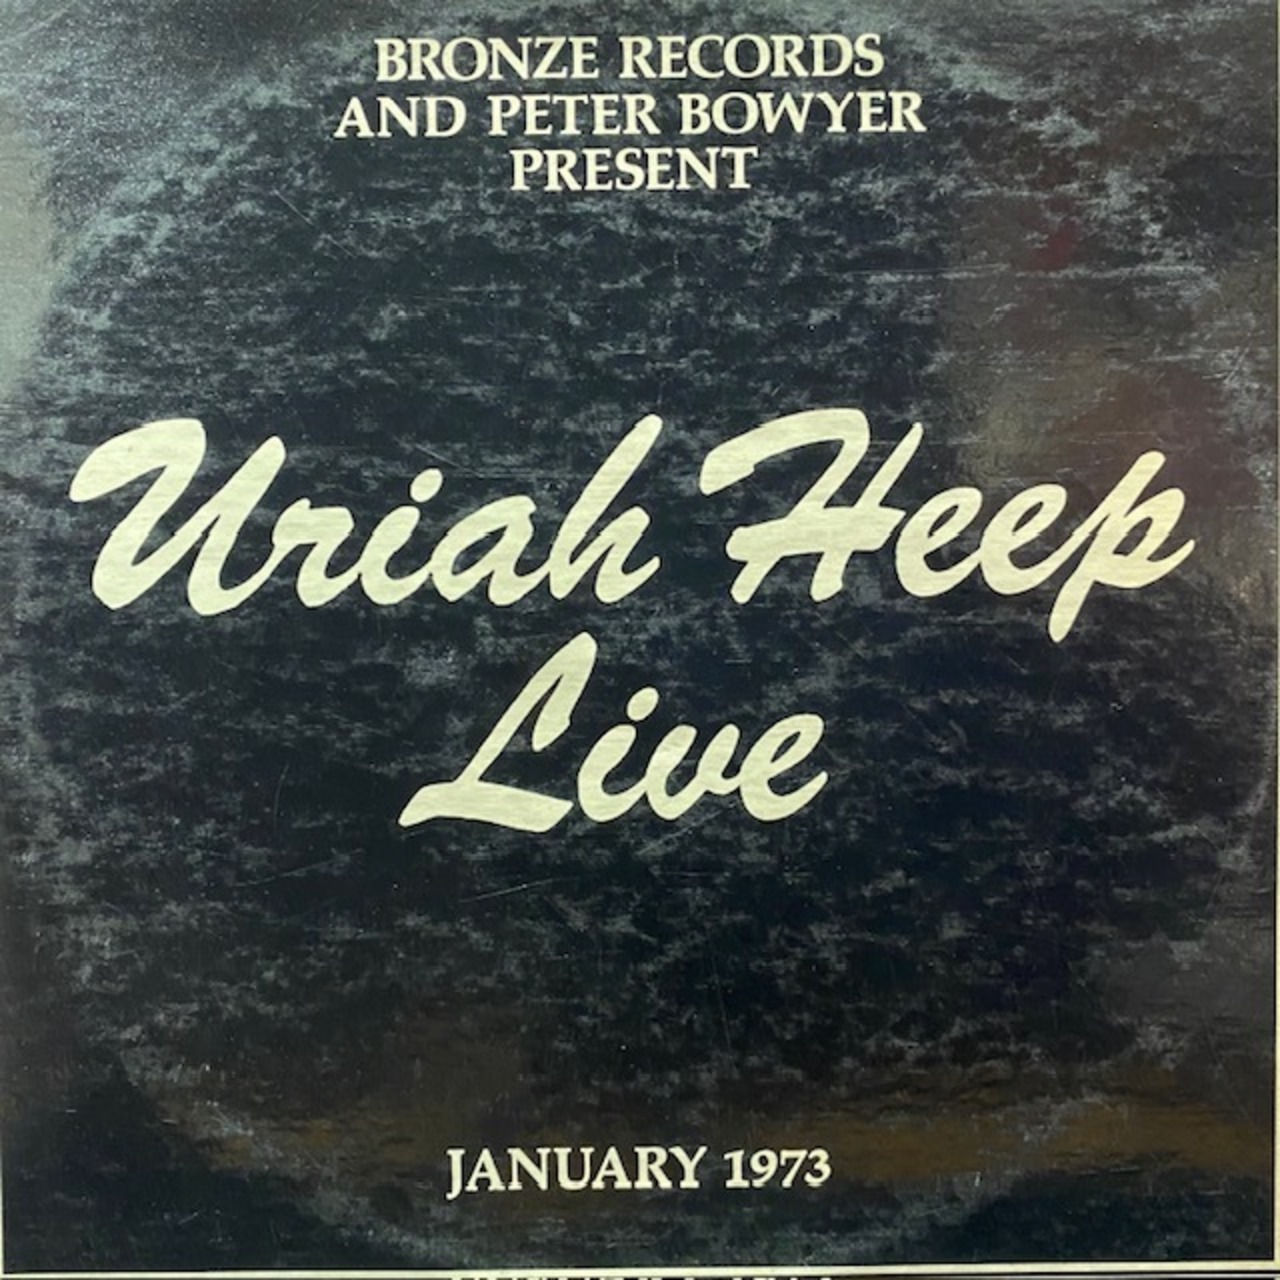 BRONZE RECORDS
AND PETER BOWYER
PRESENT
Uriah Heep
Live
JANUARY 1973